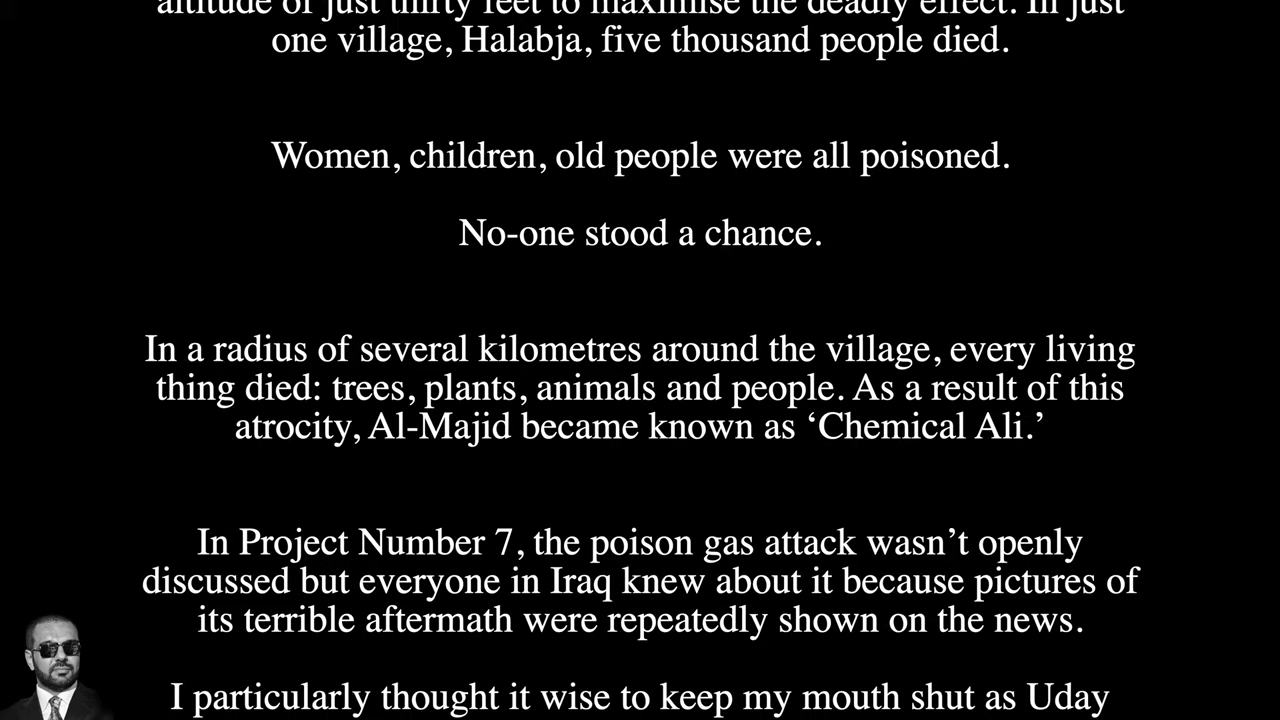 altitude of just thirty feet to maximise the deadly effect. In just
one village, Halabja, five thousand people died.
Women, children, old people were all poisoned.
No-one stood a chance.
In a radius of several kilometres around the village, every living
thing died: trees, plants, animals and people. As a result of this
atrocity, Al-Majid became known as ‘Chemical Ali.’
In Project Number 7, the poison gas attack wasn’t openly
discussed but everyone in Iraq knew about it because pictures of
its terrible aftermath were repeatedly shown on the news.
I particularly thought it wise to keep my mouth shut as Uday